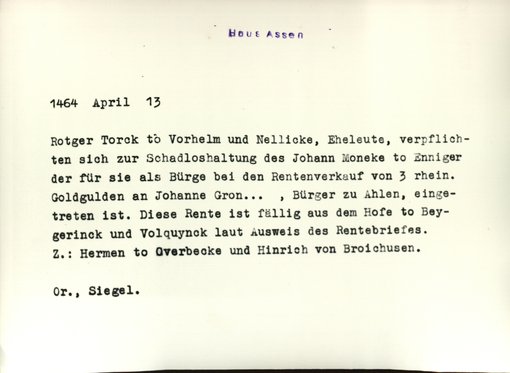 Haus Assen
1464 April 13
Rotger Torck to Vorhelm und Nellicke, Eheleute, verpflich-
ten sich zur Schadloshaltung des Johann Moneke to Enniger
der für sie als Bürge bei den Rentenverkauf von 3 rhein.
Goldgulden an Johanne Gron... , Bürger zu Ahlen, einge-
treten ist. Diese Rente ist fällig aus dem Hofe to Bey-
gerinck und Volquynck laut Ausweis des Rentebriefes.
Z.: Hermen to Overbecke und Hinrich von Broichusen.
Or., Siegel.